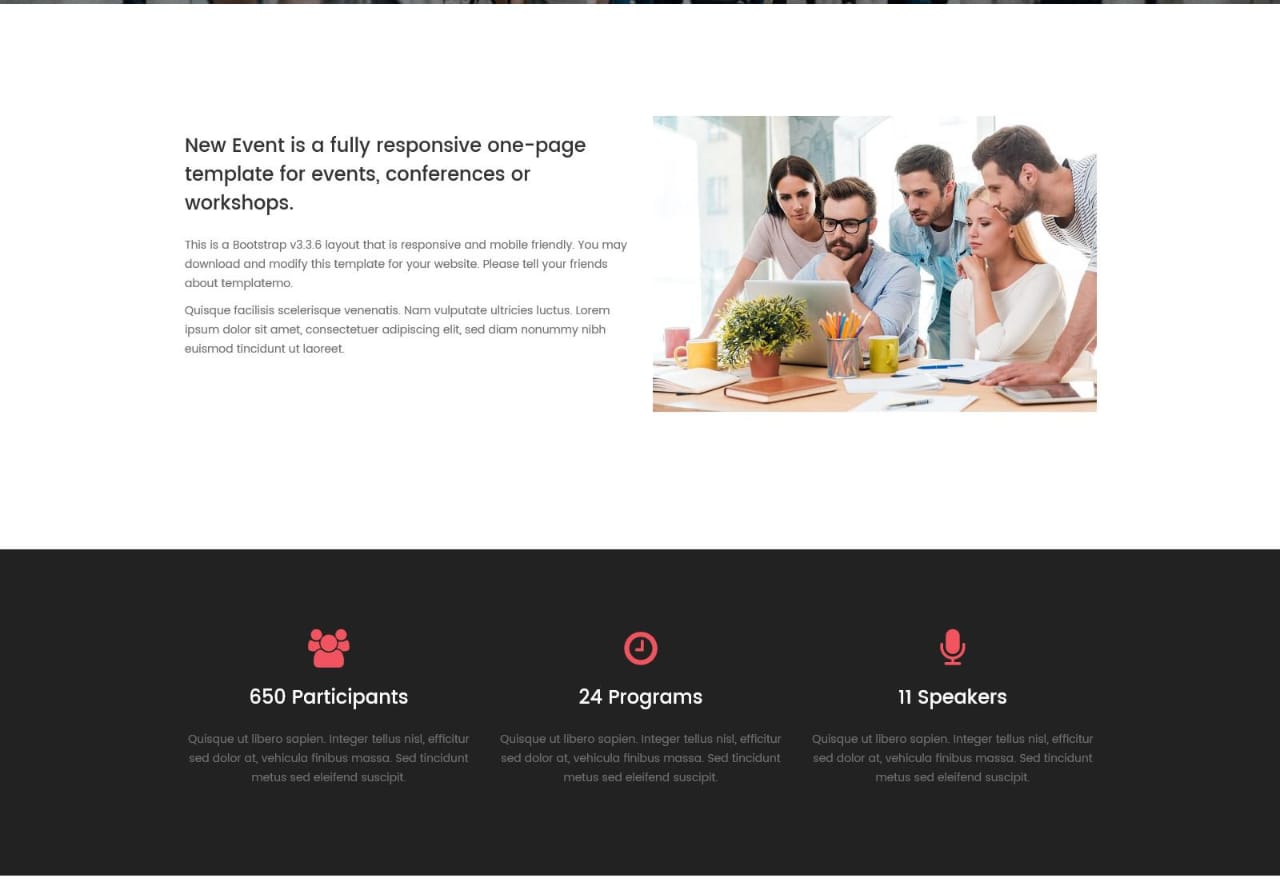 New Event is a fully responsive one-page
template for events, conferences or
workshops.
This is a Bootstrap v3.3.6 layout that is responsive and mobile friendly. You may
download and modify this template for your website. Please tell your friends
about templatemo.
Quisque facilisis scelerisque venenatis. Nam vulputate ultricies luctus. Lorem
ipsum dolor sit amet, consectetuer adipiscing elit, sed diam nonummy nibh
euismod tincidunt ut laoreet.
650 Participants
Quisque ut libero sapien. Integer tellus nisl, efficitur
sed dolor at, vehicula finibus massa. Sed tincidunt
metus sed eleifend suscipit.
24 Programs
Quisque ut libero sapien. Integer tellus nisl, efficitur
sed dolor at, vehicula finibus massa. Sed tincidunt
metus sed eleifend suscipit.
11 Speakers
Quisque ut libero sapien. Integer tellus nisl, efficitur
sed dolor at, vehicula finibus massa. Sed tincidunt
metus sed eleifend suscipit.